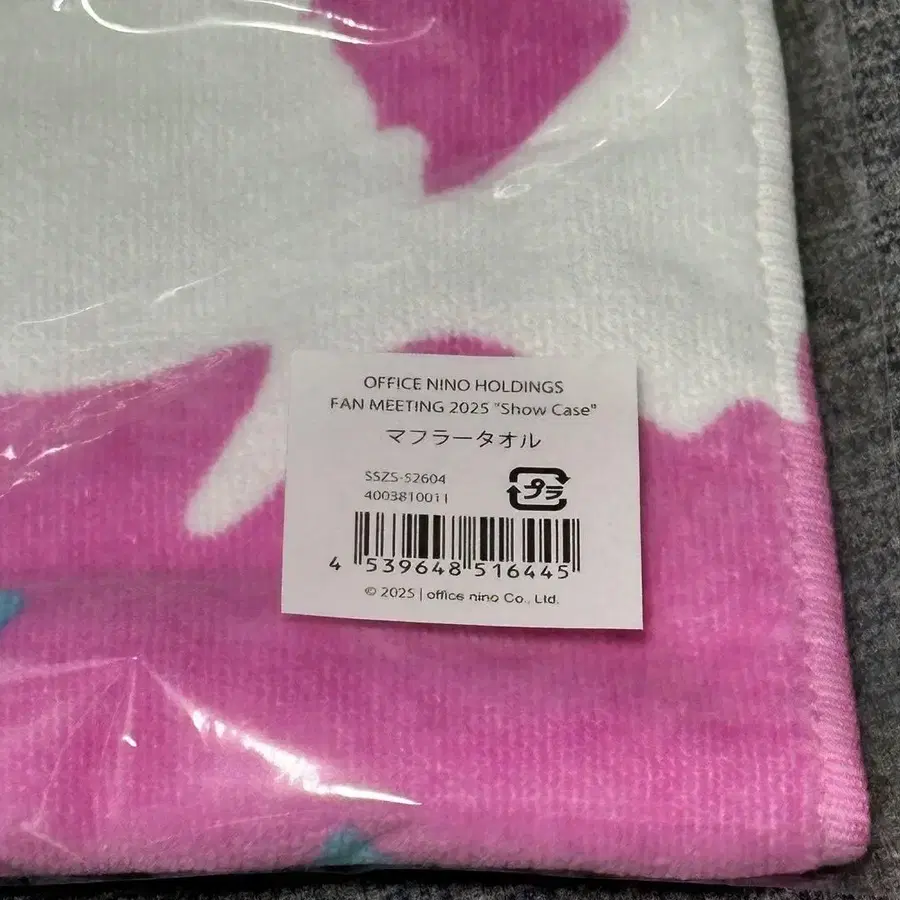 OFFICE NINO HOLDINGS
FAN MEETING 2025 "Show Case"
マフラータオル
SSZS-52604
4003810011
プラ
4 539648 516445
© 2025 | office nino Co., Ltd.